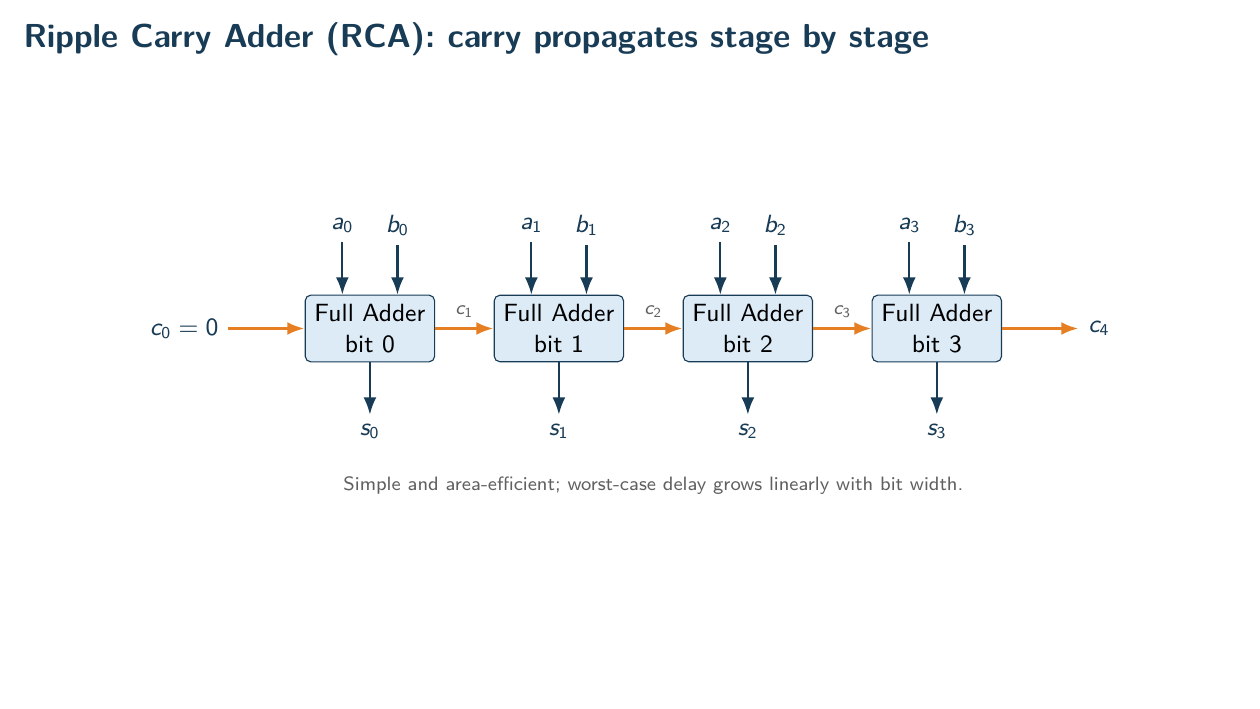 Ripple Carry Adder (RCA): carry propagates stage by stage
a₀ b₀ a₁ b₁ a₂ b₂ a₃ b₃
c₀ = 0
Full Adder
bit 0
c₁
Full Adder
bit 1
c₂
Full Adder
bit 2
c₃
Full Adder
bit 3
c₄
s₀ s₁ s₂ s₃
Simple and area-efficient; worst-case delay grows linearly with bit width.